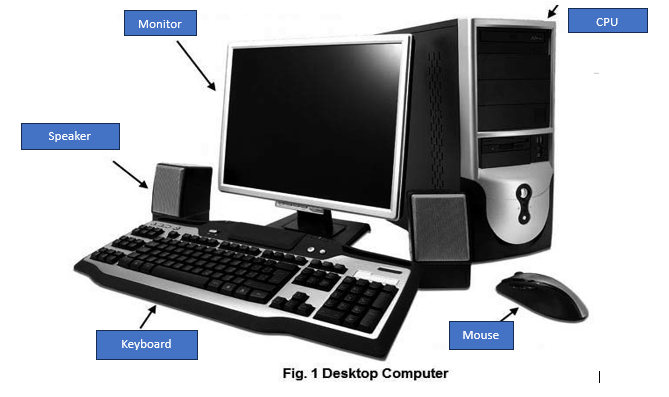 Monitor
CPU
Speaker
Keyboard
Mouse
Fig. 1 Desktop Computer